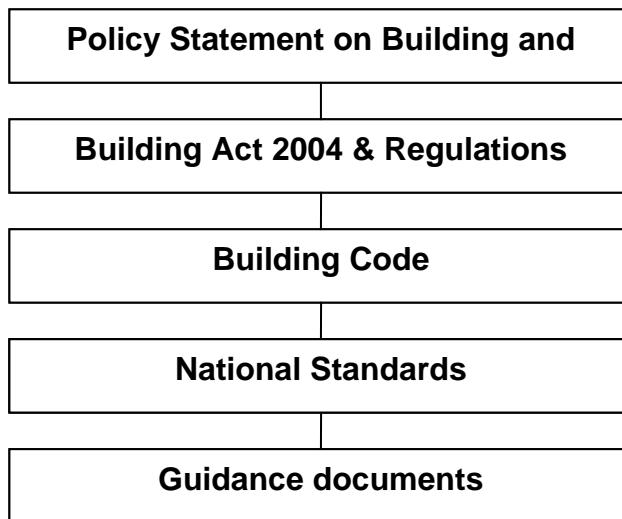 Policy Statement on Building and
Building Act 2004 & Regulations
Building Code
National Standards
Guidance documents